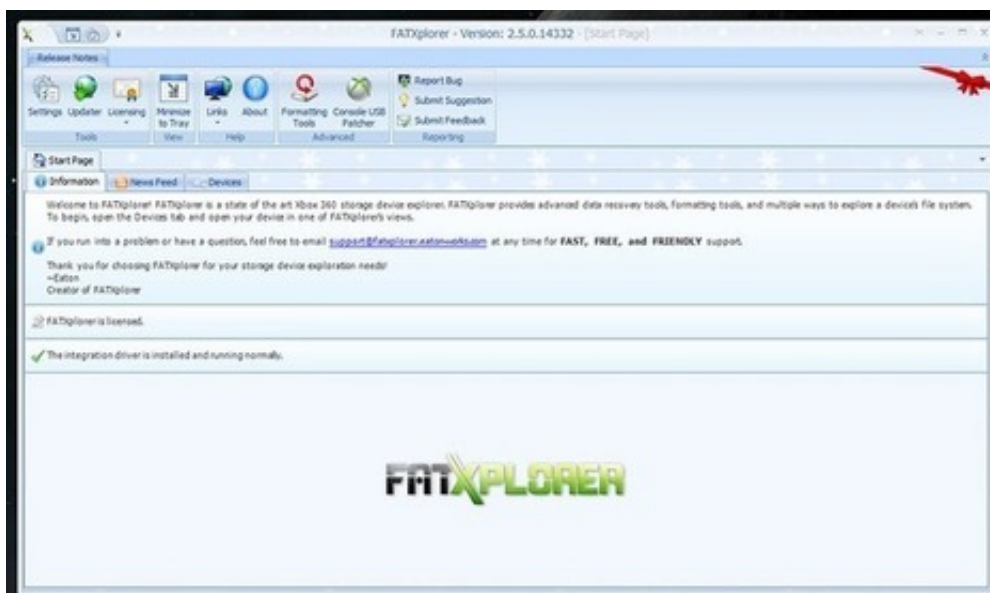 FATXplorer - Version: 2.5.0.14332 - [Start Page]
Release Notes
Settings Updater Licensing Minimize to Tray Links About Formatting Tools Console USB Patcher
Report Bug
Submit Suggestion
Submit Feedback
Tools View Help Advanced Reporting
Start Page
Information News Feed Devices
Welcome to FATXplorer! FATXplorer is a state of the art Xbox 360 storage device explorer. FATXplorer provides advanced data recovery tools, formatting tools, and multiple ways to explore a device's file system.
To begin, open the Devices tab and open your device in one of FATXplorer's views.
If you run into a problem or have a question, feel free to email support@fatxplorer.eatonworks.com at any time for FAST, FREE, and FRIENDLY support.
Thank you for choosing FATXplorer for your storage device exploration needs!
~Eaton
Creator of FATXplorer
FATXplorer is licensed.
The integration driver is installed and running normally.
FATXPLORER